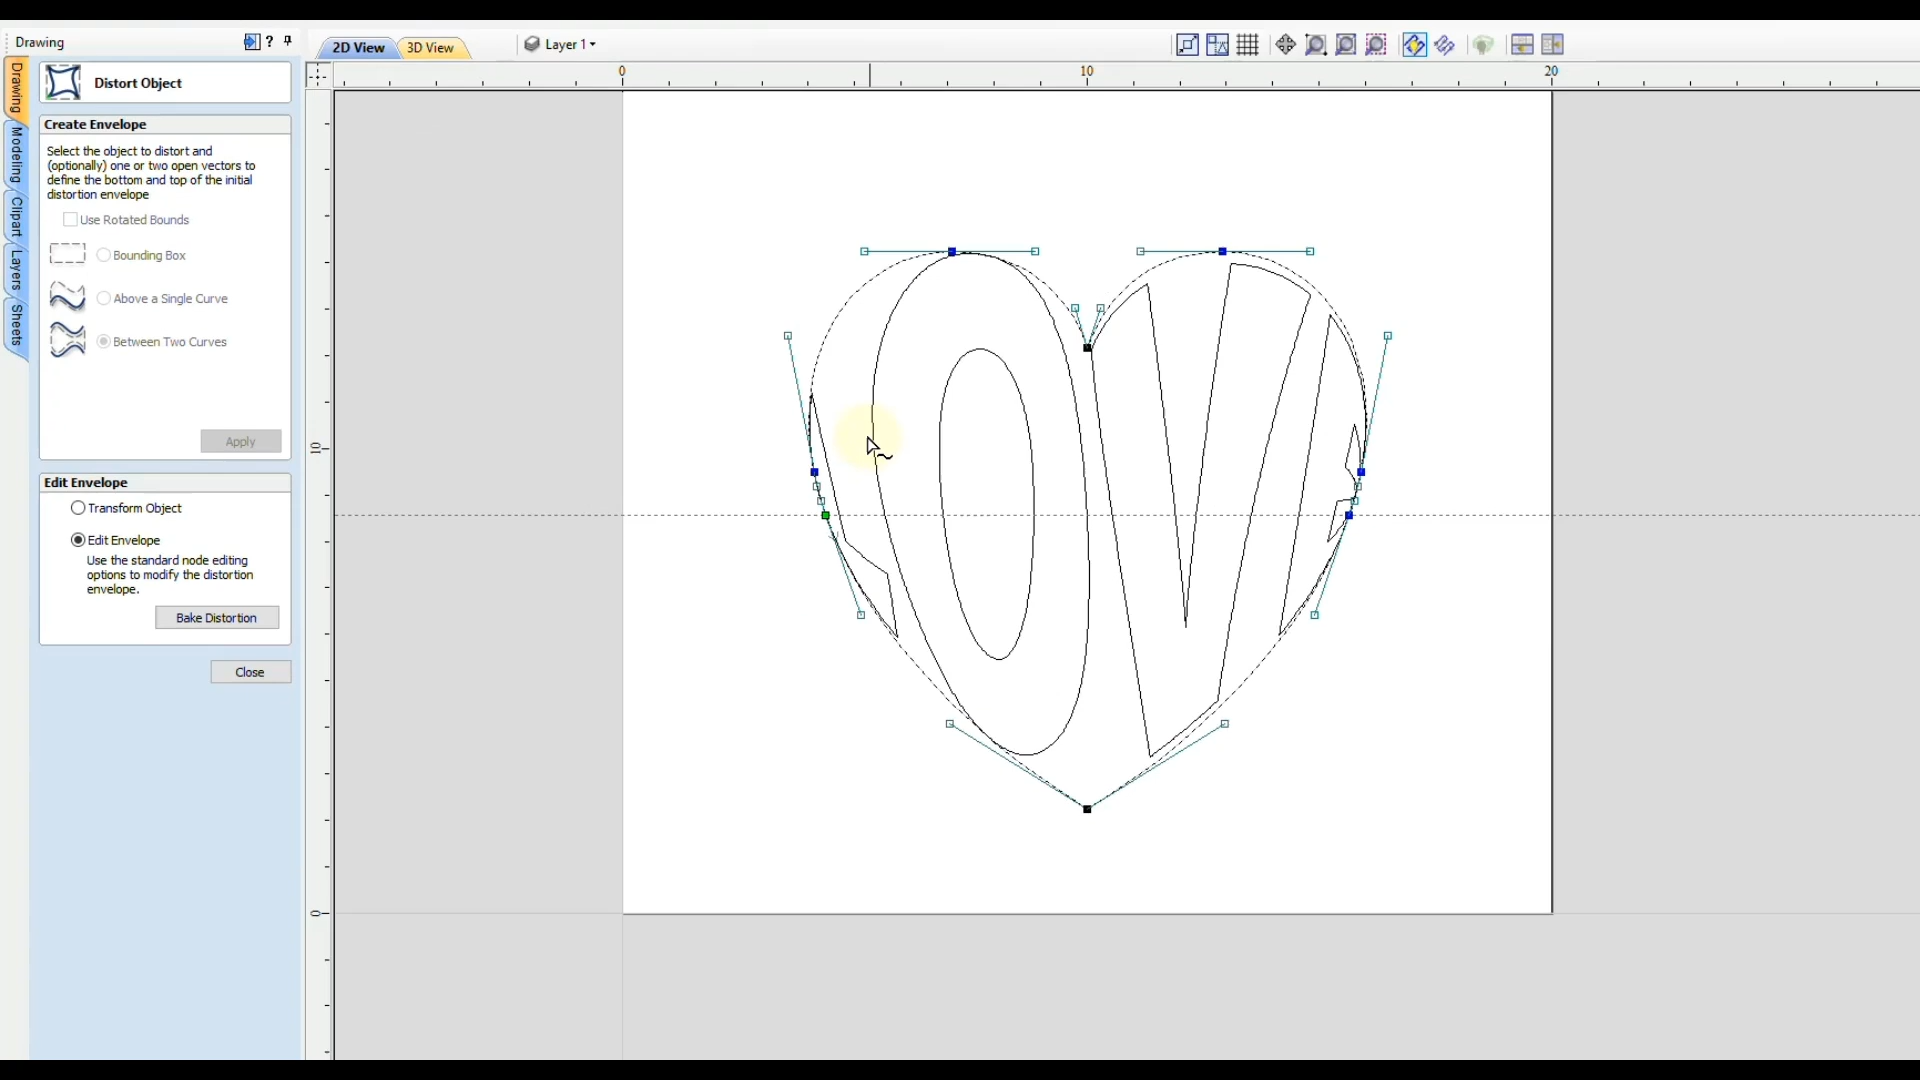 Drawing
?
2D View
3D View
Layer 1
Distort Object
0
10
20
Create Envelope
Select the object to distort and
(optionally) one or two open vectors to
define the bottom and top of the initial
distortion envelope
Use Rotated Bounds
Bounding Box
Above a Single Curve
Between Two Curves
Apply
Edit Envelope
Transform Object
Edit Envelope
Use the standard node editing
options to modify the distortion
envelope.
Bake Distortion
Close
Drawing
Modeling
Clipart
Layers
Sheets
10
0
LOVE